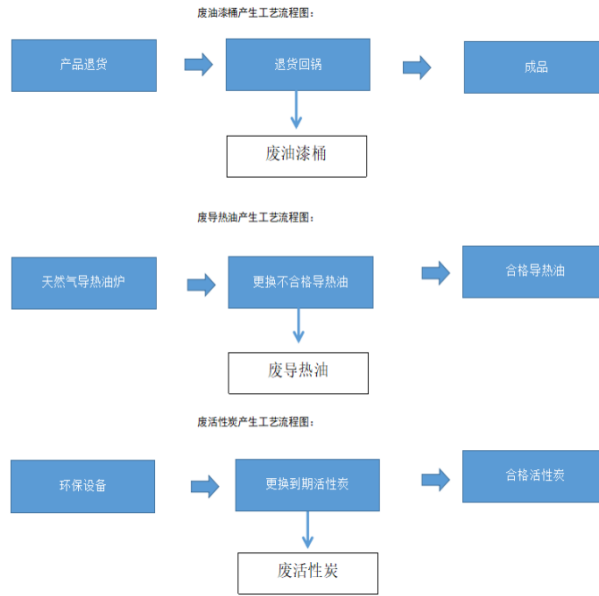 废油漆桶产生工艺流程图：
产品退货
退货回锅
成品
废油漆桶
废导热油产生工艺流程图：
天然气导热油炉
更换不合格导热油
合格导热油
废导热油
废活性炭产生工艺流程图：
环保设备
更换到期活性炭
合格活性炭
废活性炭